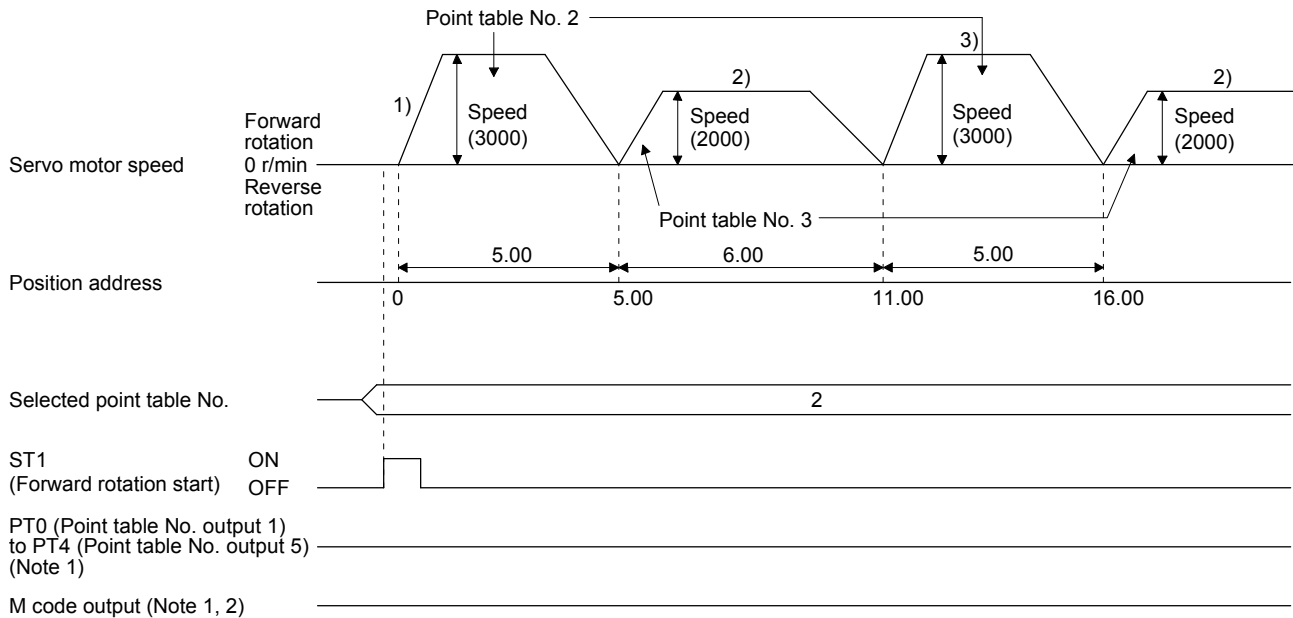 Point table No. 2
1)
2)
3)
2)
Speed
(3000)
Speed
(2000)
Speed
(3000)
Speed
(2000)
Forward
rotation
Servo motor speed 0 r/min
Reverse
rotation
Point table No. 3
5.00 6.00 5.00
Position address
0 5.00 11.00 16.00
Selected point table No. 2
ST1 ON
(Forward rotation start) OFF
PT0 (Point table No. output 1)
to PT4 (Point table No. output 5)
(Note 1)
M code output (Note 1, 2)